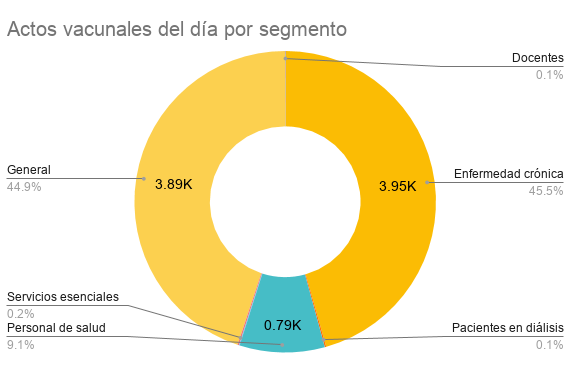 Actos vacunales del día por segmento
Docentes
0.1%
General
44.9%
3.89K
3.95K
Enfermedad crónica
45.5%
Servicios esenciales
0.2%
0.79K
Personal de salud
9.1%
Pacientes en diálisis
0.1%